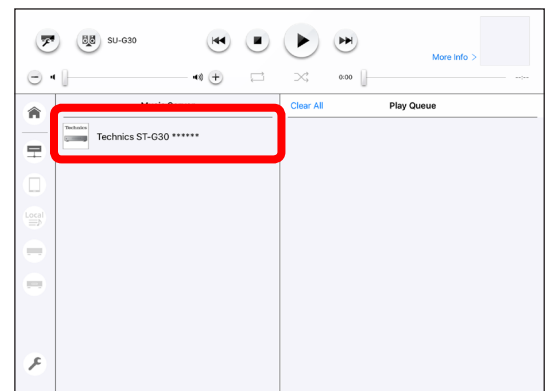 SU-G30
More Info >
0:00
--:--
Clear All
Play Queue
Technics
Technics ST-G30 ******
Local